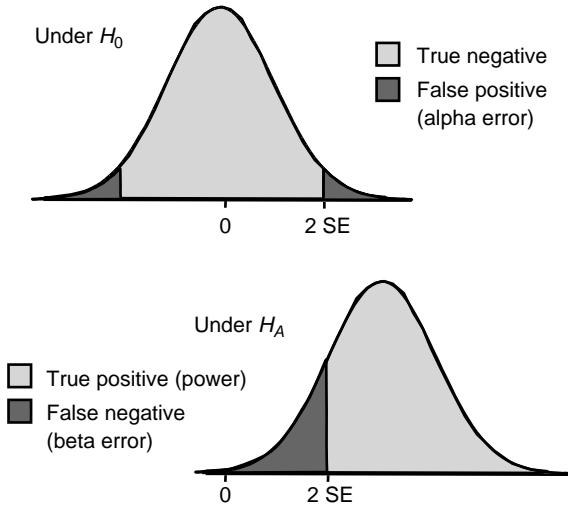 Under H0
True negative
False positive
(alpha error)
0
2 SE
Under HA
True positive (power)
False negative
(beta error)
0
2 SE